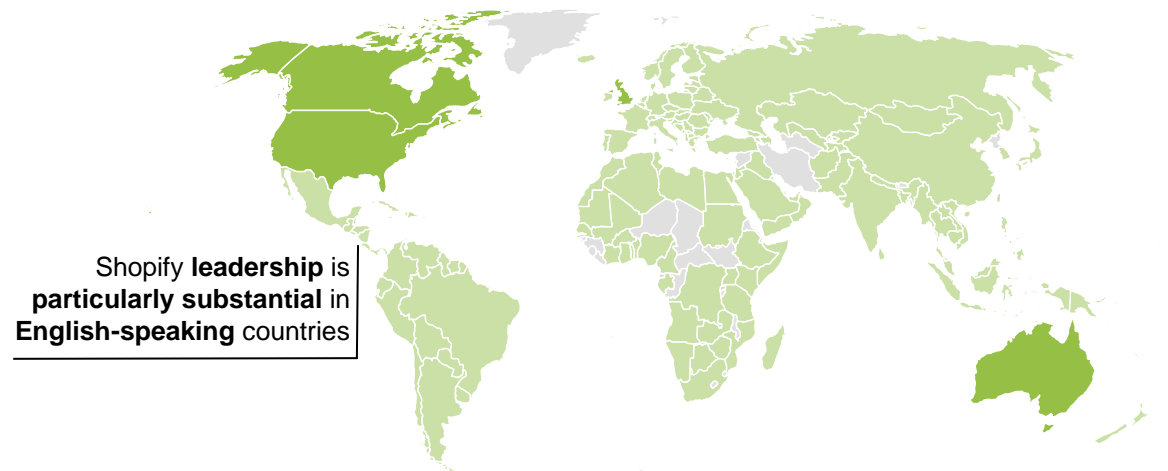 Shopify leadership is
particularly substantial in
English-speaking countries